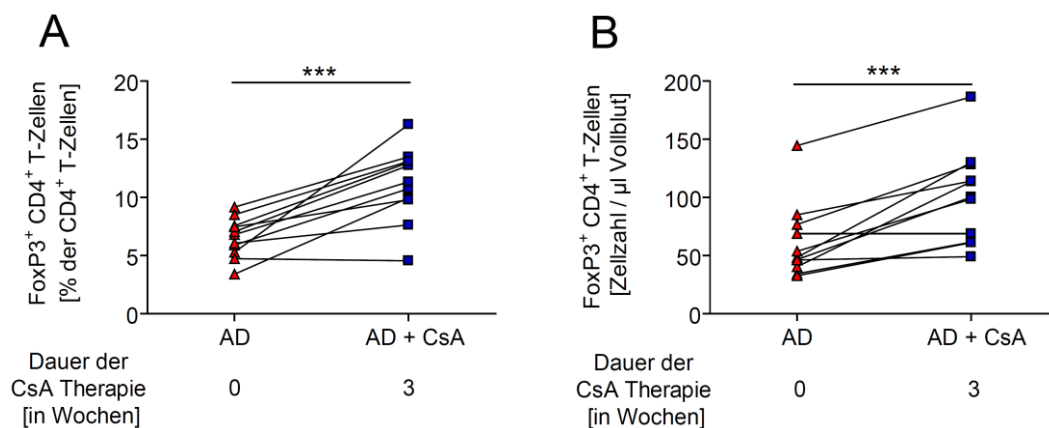 A
***
FoxP3⁺ CD4⁺ T-Zellen
[% der CD4⁺ T-Zellen]
20
15
10
5
0
AD
AD + CsA
Dauer der
CsA Therapie
[in Wochen]
0
3
B
***
FoxP3⁺ CD4⁺ T-Zellen
[Zellzahl / µl Vollblut]
200
150
100
50
0
AD
AD + CsA
Dauer der
CsA Therapie
[in Wochen]
0
3